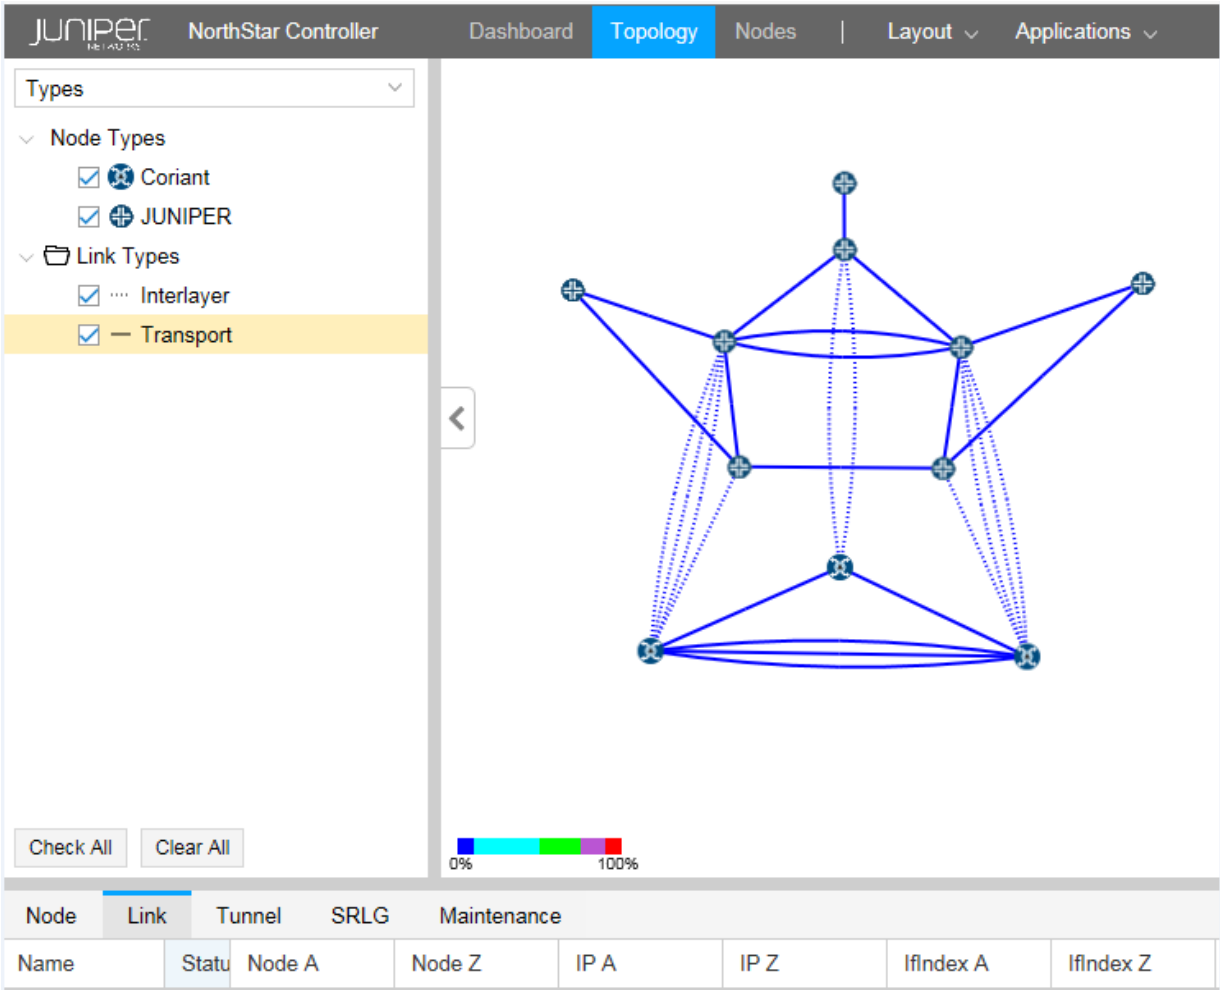 JUNIPER NETWORKS NorthStar Controller Dashboard Topology Nodes | Layout Applications
Types
Node Types
Coriant
JUNIPER
Link Types
Interlayer
Transport
Check All Clear All
0% 100%
Node Link Tunnel SRLG Maintenance
Name Statu Node A Node Z IP A IP Z IfIndex A IfIndex Z